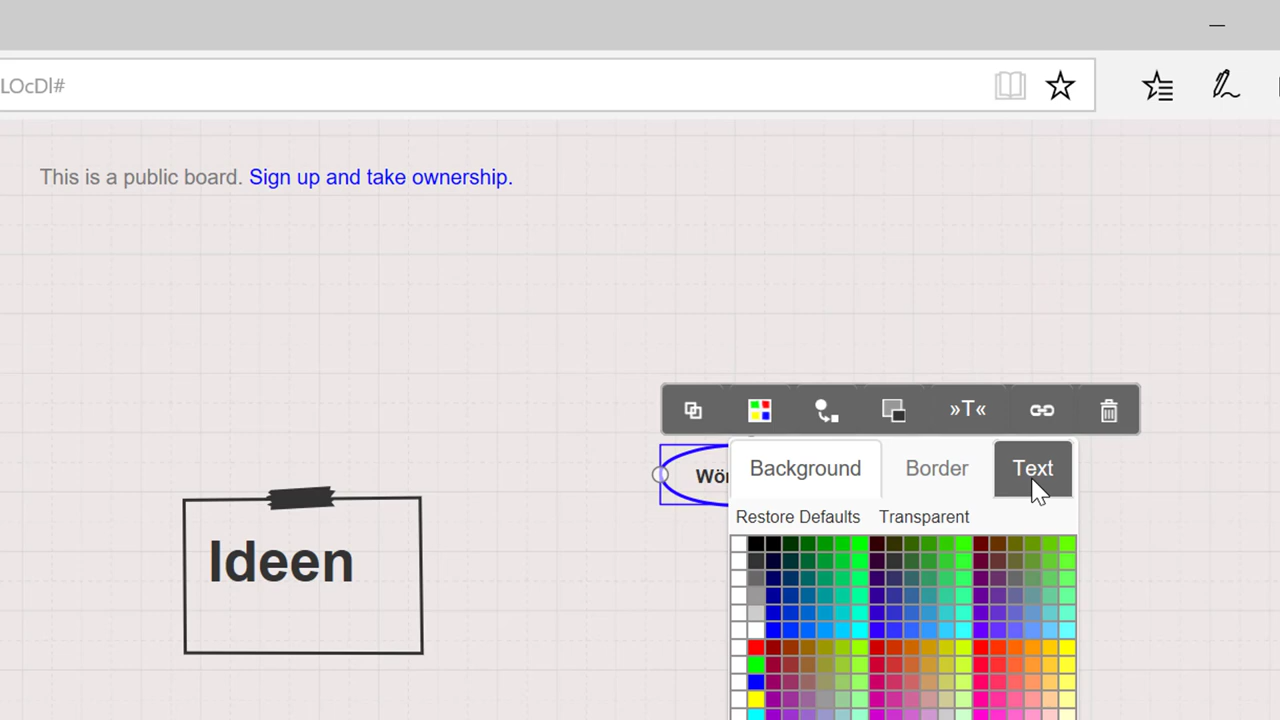 LOcDl#
This is a public board. Sign up and take ownership.
»T«
Background Border Text
Restore Defaults Transparent
Ideen